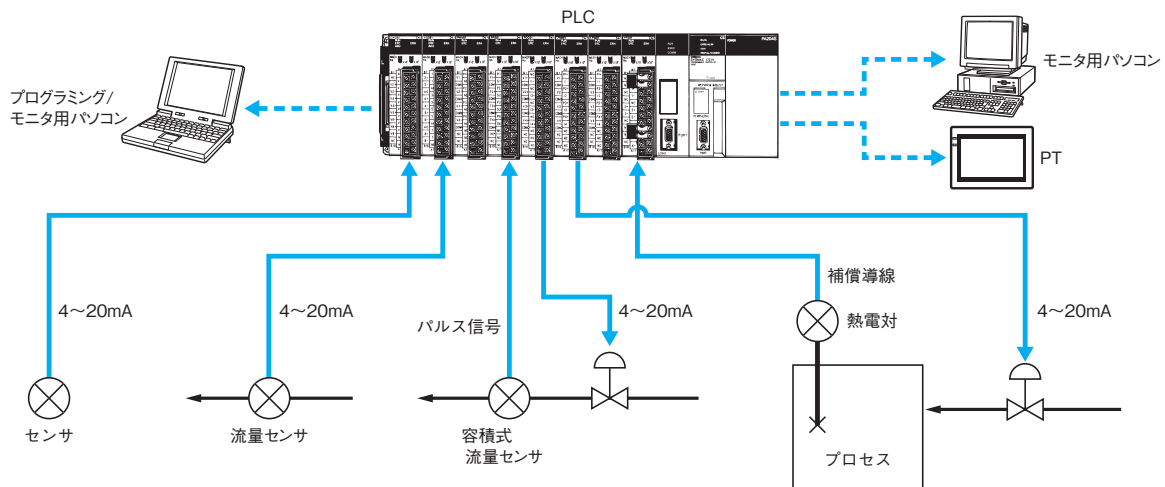 PLC
PA204S
モニタ用パソコン
プログラミング/
モニタ用パソコン
PT
補償導線
4～20mA
4～20mA
パルス信号
4～20mA
熱電対
4～20mA
センサ
流量センサ
容積式
流量センサ
プロセス